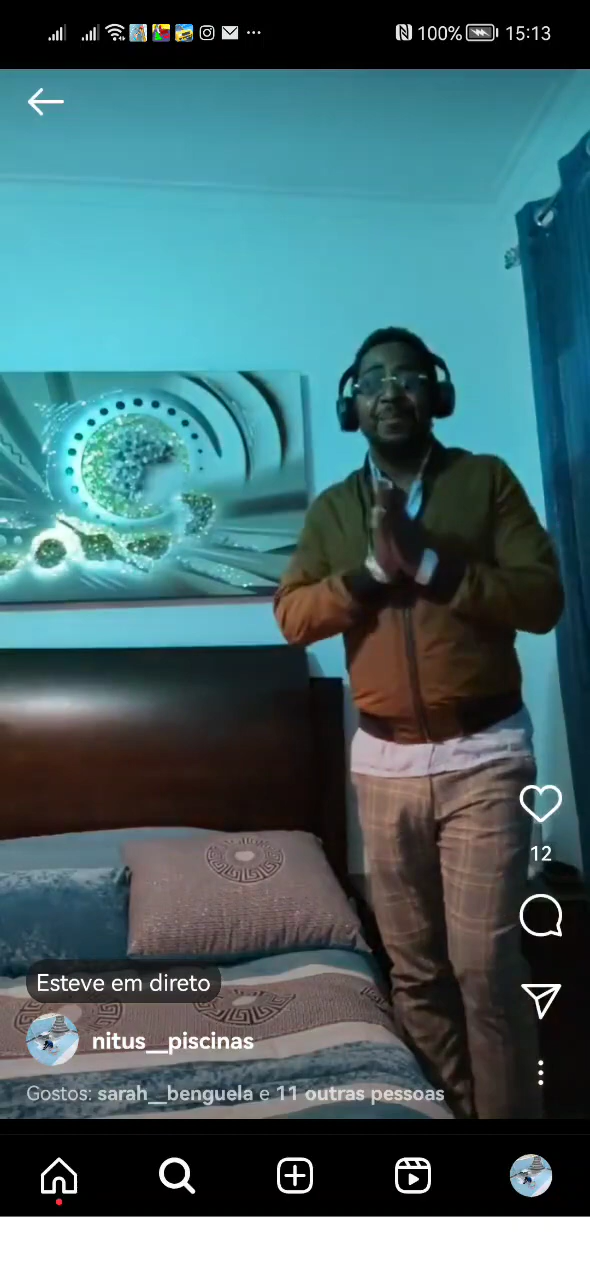 100% 15:13
12
Esteve em direto
nitus__piscinas
Gostos: sarah__benguela e 11 outras pessoas